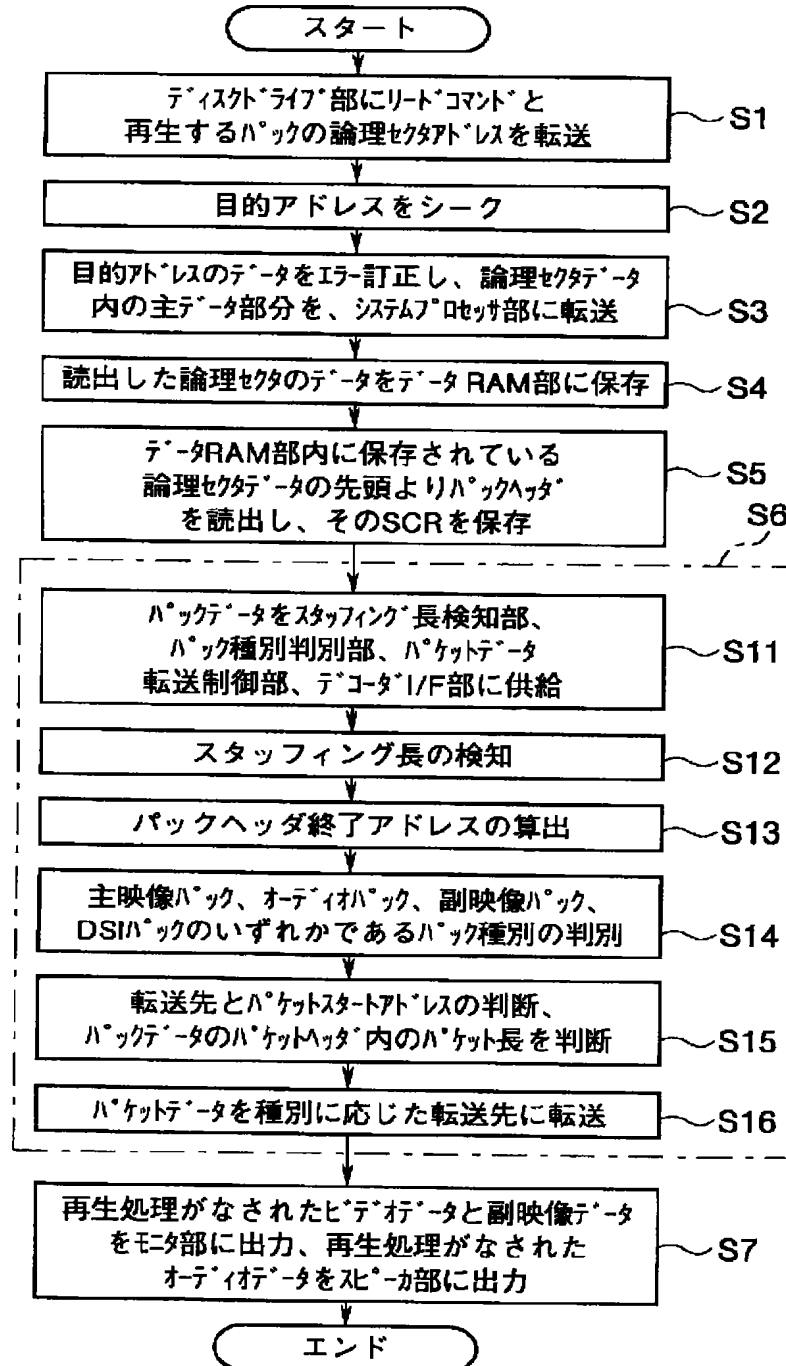 スタート
ディスクドライブ部にリードコマンドと
再生するパックの論理セクタアドレスを転送
S1
目的アドレスをシーク
S2
目的アドレスのデータをエラー訂正し、論理セクタデータ
内の主データ部分を、システムプロセッサ部に転送
S3
読出した論理セクタのデータをデータRAM部に保存
S4
データRAM部内に保存されている
論理セクタデータの先頭よりパックヘッダ
を読出し、そのSCRを保存
S5
S6
パックデータをスタッフィング長検知部、
パック種別判別部、パケットデータ
転送制御部、デコーダI/F部に供給
S11
スタッフィング長の検知
S12
パックヘッダ終了アドレスの算出
S13
主映像パック、オーディオパック、副映像パック、
DSIパックのいずれかであるパック種別の判別
S14
転送先とパケットスタートアドレスの判断、
パックデータのパケットヘッダ内のパケット長を判断
S15
パケットデータを種別に応じた転送先に転送
S16
再生処理がなされたビデオデータと副映像データ
をモニタ部に出力、再生処理がなされた
オーディオデータをスピーカ部に出力
S7
エンド